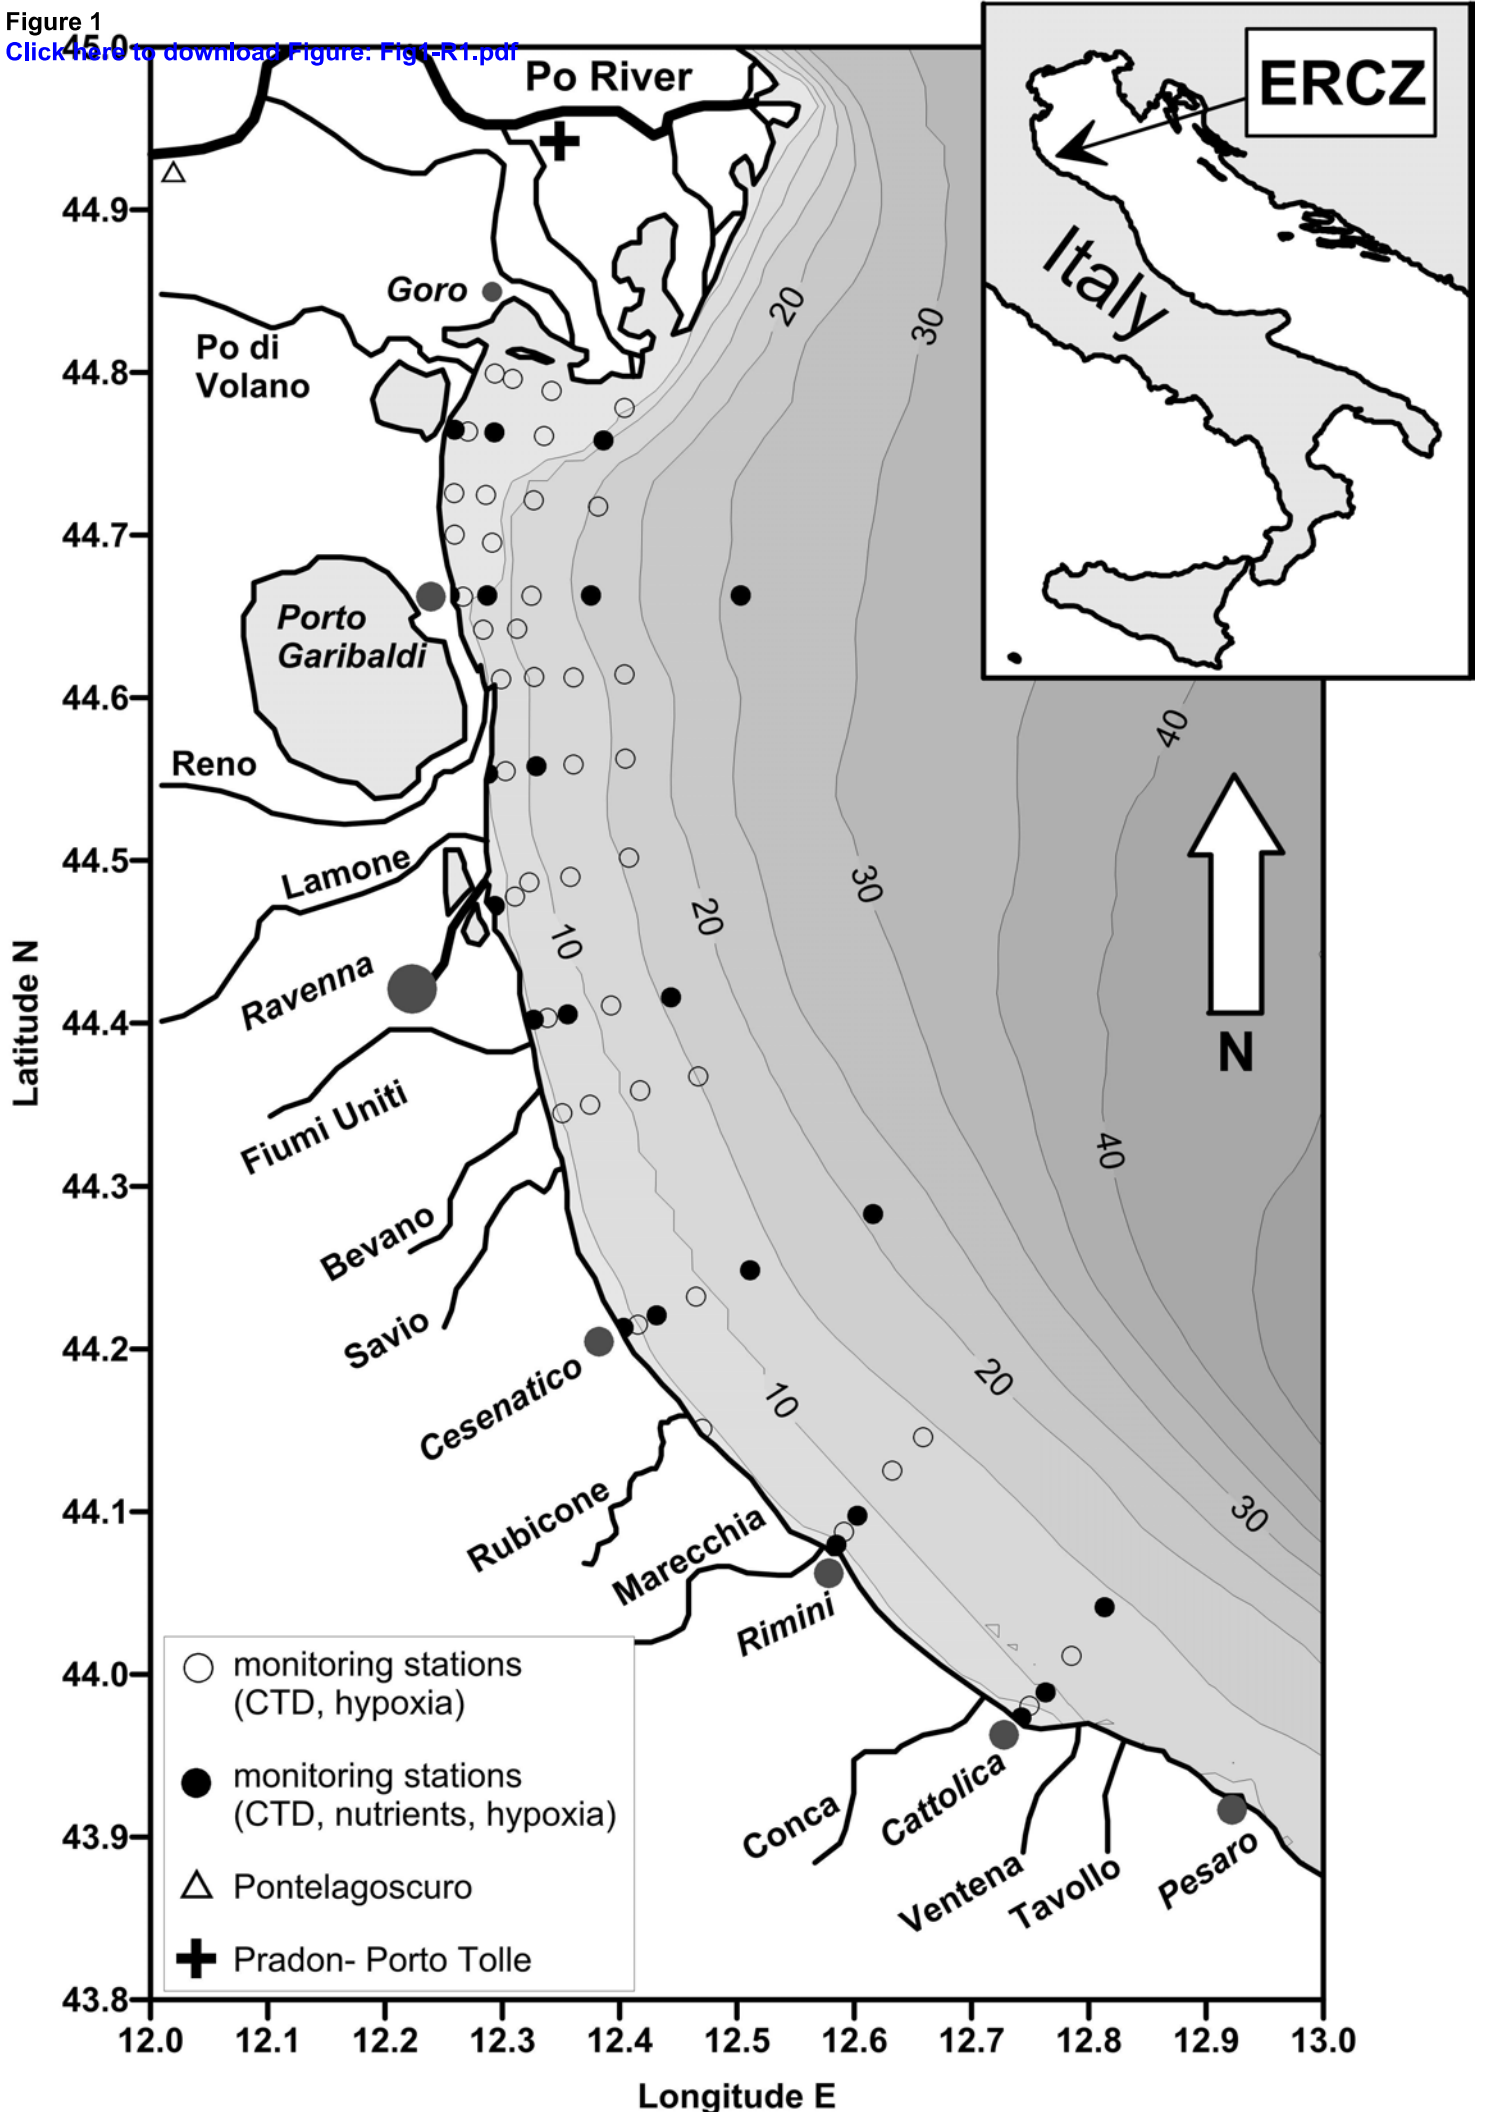 Figure 1
Click here to download Figure: Fig1-R1.pdf
45.0
Po River
ERCZ
Italy
44.9
Goro
20
30
Po di
Volano
44.8
44.7
Porto
Garibaldi
44.6
40
Reno
44.5
Lamone
30
20
10
Ravenna
Latitude N
44.4
N
Fiumi Uniti
40
44.3
Bevano
Savio
44.2
Cesenatico
20
10
44.1
Rubicone
30
Marecchia
Rimini
44.0
monitoring stations
(CTD, hypoxia)
monitoring stations
(CTD, nutrients, hypoxia)
Conca
Cattolica
43.9
Ventena
Tavollo
Pesaro
Pontelagoscuro
Pradon- Porto Tolle
43.8
12.0 12.1 12.2 12.3 12.4 12.5 12.6 12.7 12.8 12.9 13.0
Longitude E